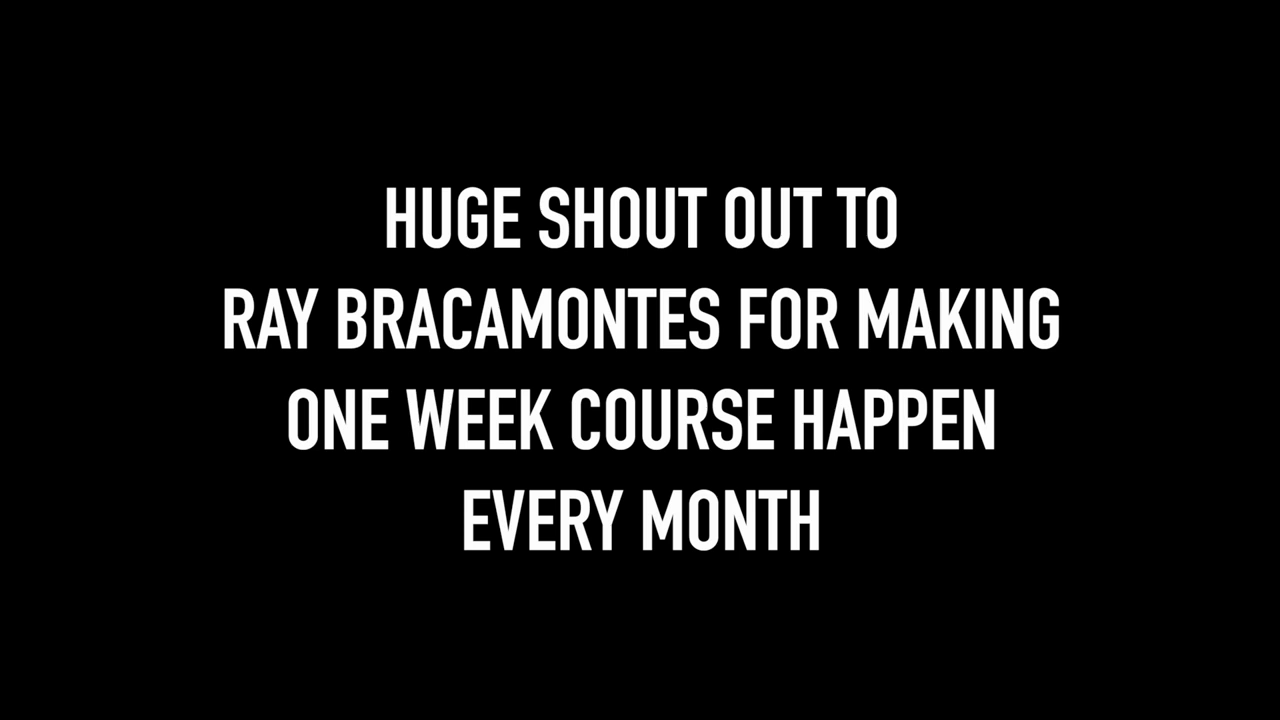 HUGE SHOUT OUT TO
RAY BRACAMONTES FOR MAKING
ONE WEEK COURSE HAPPEN
EVERY MONTH